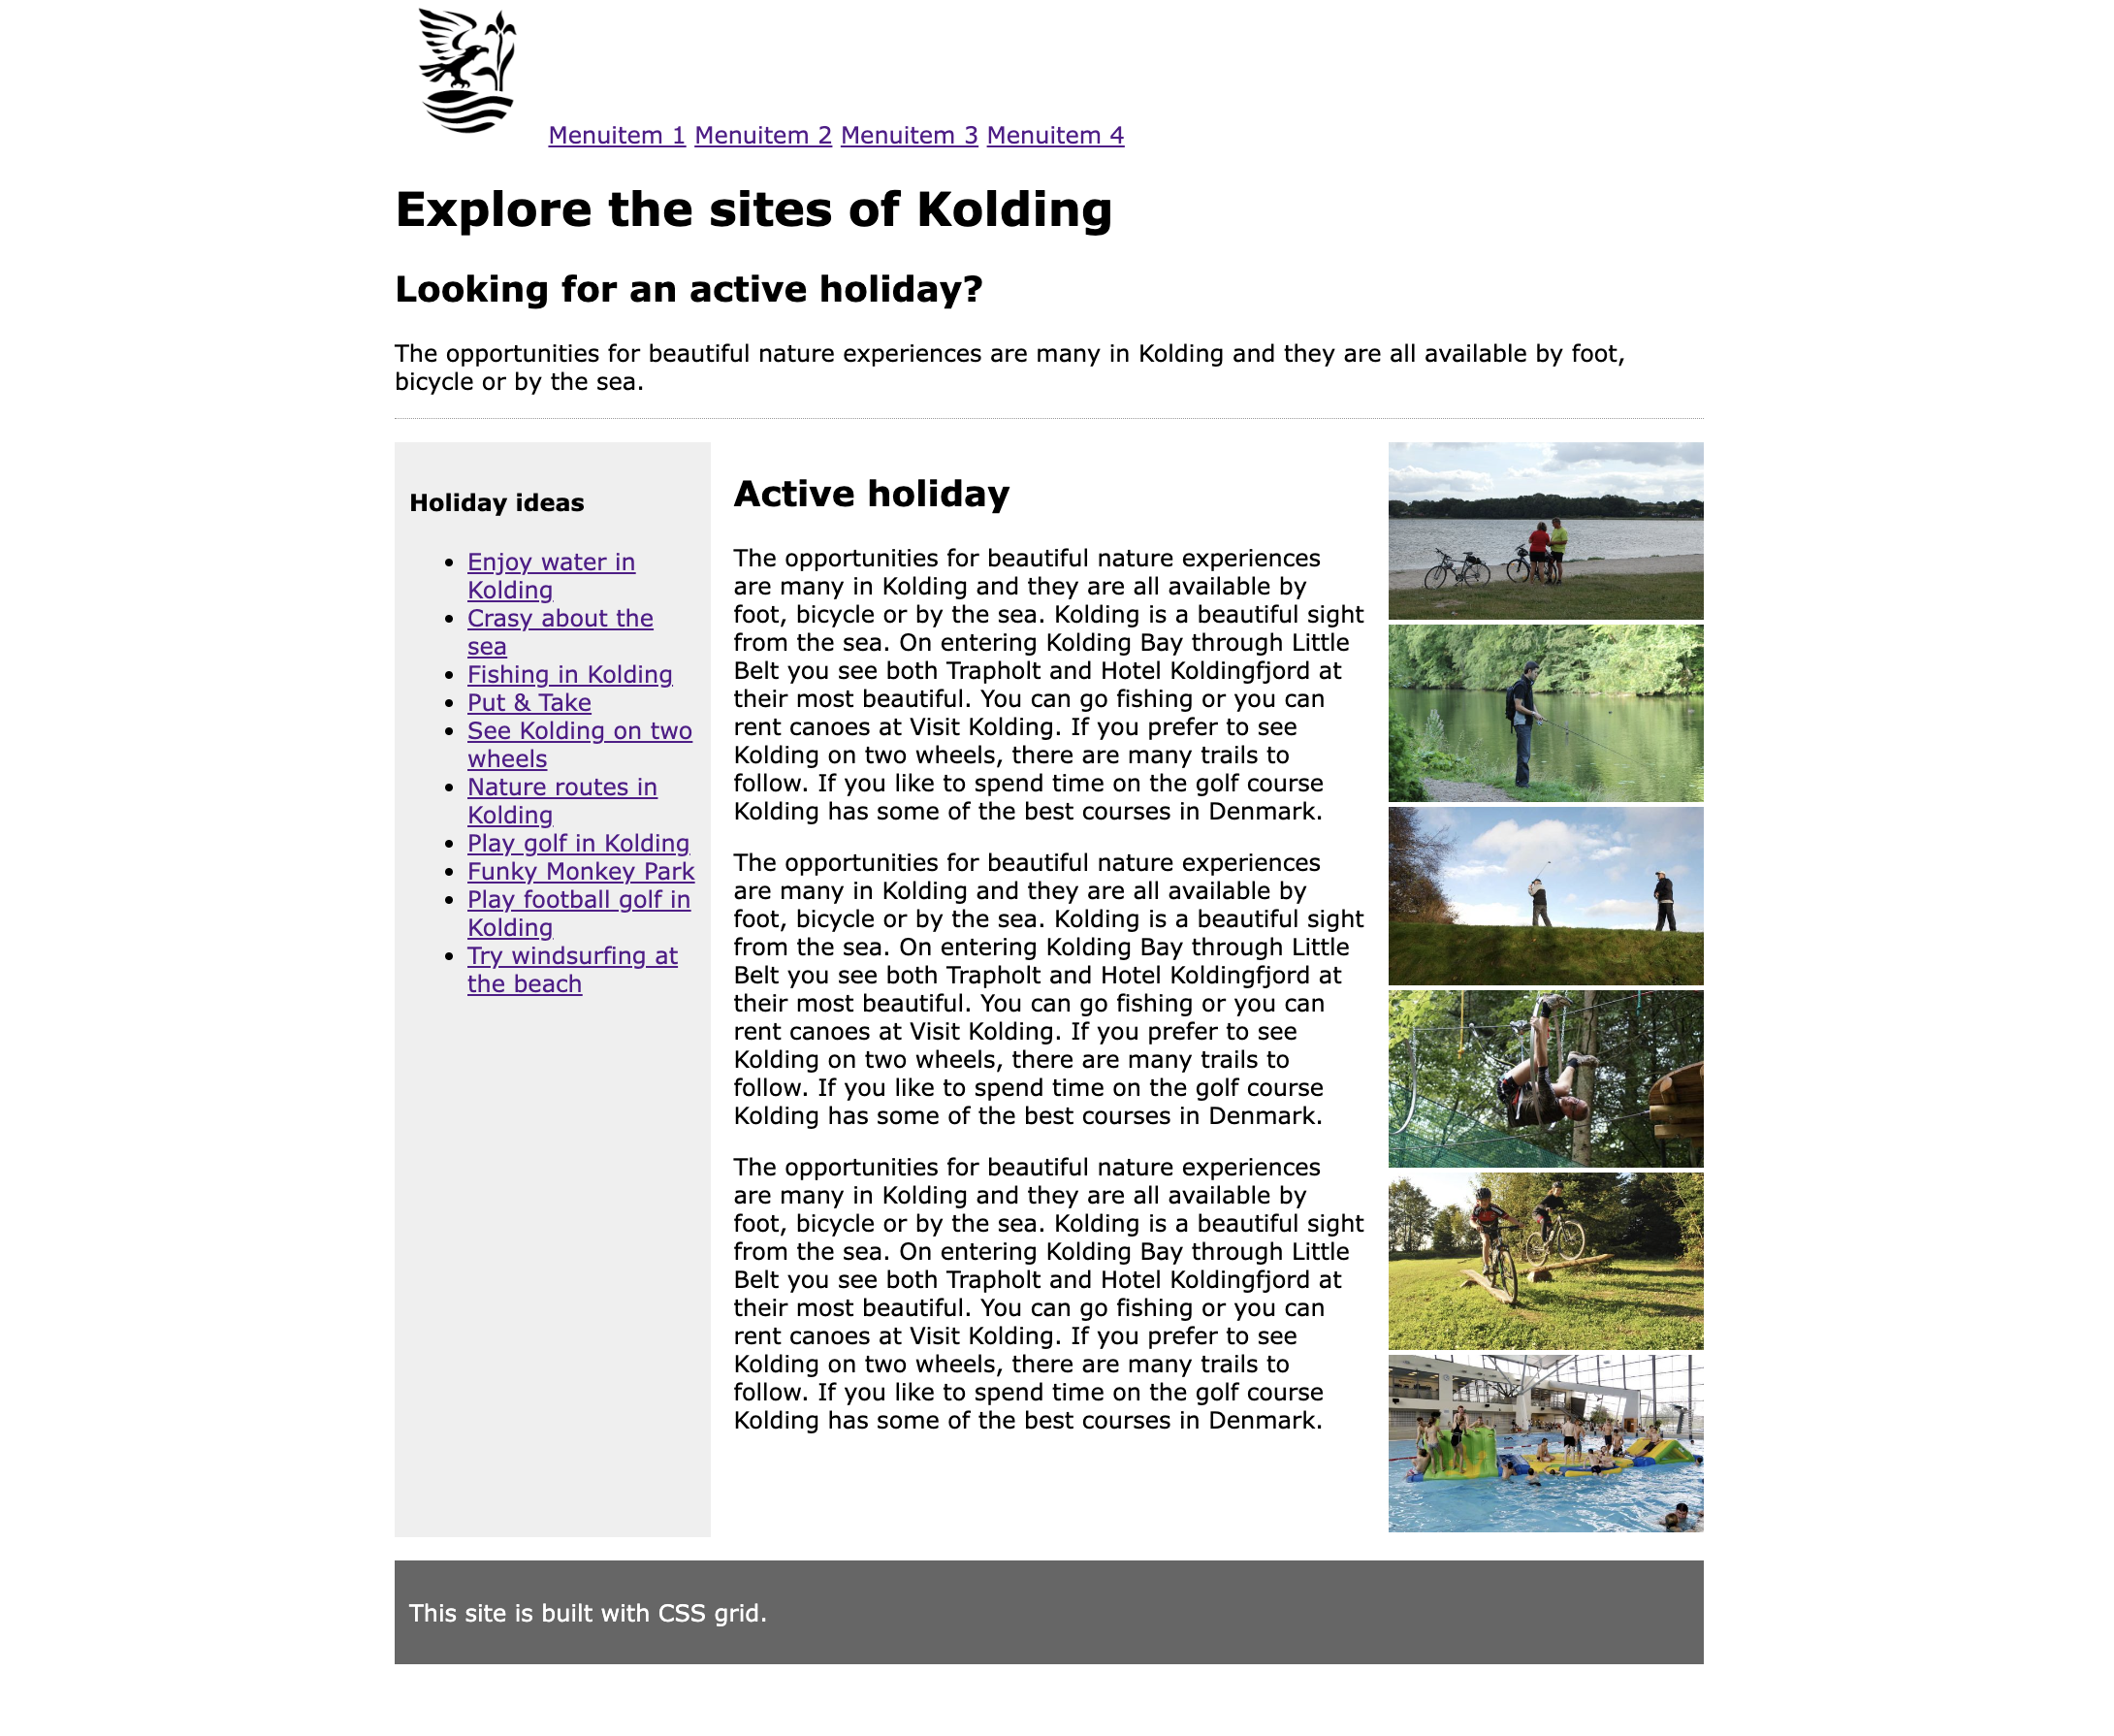 Menuitem 1 Menuitem 2 Menuitem 3 Menuitem 4
Explore the sites of Kolding
Looking for an active holiday?
The opportunities for beautiful nature experiences are many in Kolding and they are all available by foot,
bicycle or by the sea.
Holiday ideas
Enjoy water in
Kolding
Crasy about the
sea
Fishing in Kolding
Put & Take
See Kolding on two
wheels
Nature routes in
Kolding
Play golf in Kolding
Funky Monkey Park
Play football golf in
Kolding
Try windsurfing at
the beach
Active holiday
The opportunities for beautiful nature experiences
are many in Kolding and they are all available by
foot, bicycle or by the sea. Kolding is a beautiful sight
from the sea. On entering Kolding Bay through Little
Belt you see both Trapholt and Hotel Koldingfjord at
their most beautiful. You can go fishing or you can
rent canoes at Visit Kolding. If you prefer to see
Kolding on two wheels, there are many trails to
follow. If you like to spend time on the golf course
Kolding has some of the best courses in Denmark.
The opportunities for beautiful nature experiences
are many in Kolding and they are all available by
foot, bicycle or by the sea. Kolding is a beautiful sight
from the sea. On entering Kolding Bay through Little
Belt you see both Trapholt and Hotel Koldingfjord at
their most beautiful. You can go fishing or you can
rent canoes at Visit Kolding. If you prefer to see
Kolding on two wheels, there are many trails to
follow. If you like to spend time on the golf course
Kolding has some of the best courses in Denmark.
The opportunities for beautiful nature experiences
are many in Kolding and they are all available by
foot, bicycle or by the sea. Kolding is a beautiful sight
from the sea. On entering Kolding Bay through Little
Belt you see both Trapholt and Hotel Koldingfjord at
their most beautiful. You can go fishing or you can
rent canoes at Visit Kolding. If you prefer to see
Kolding on two wheels, there are many trails to
follow. If you like to spend time on the golf course
Kolding has some of the best courses in Denmark.
This site is built with CSS grid.